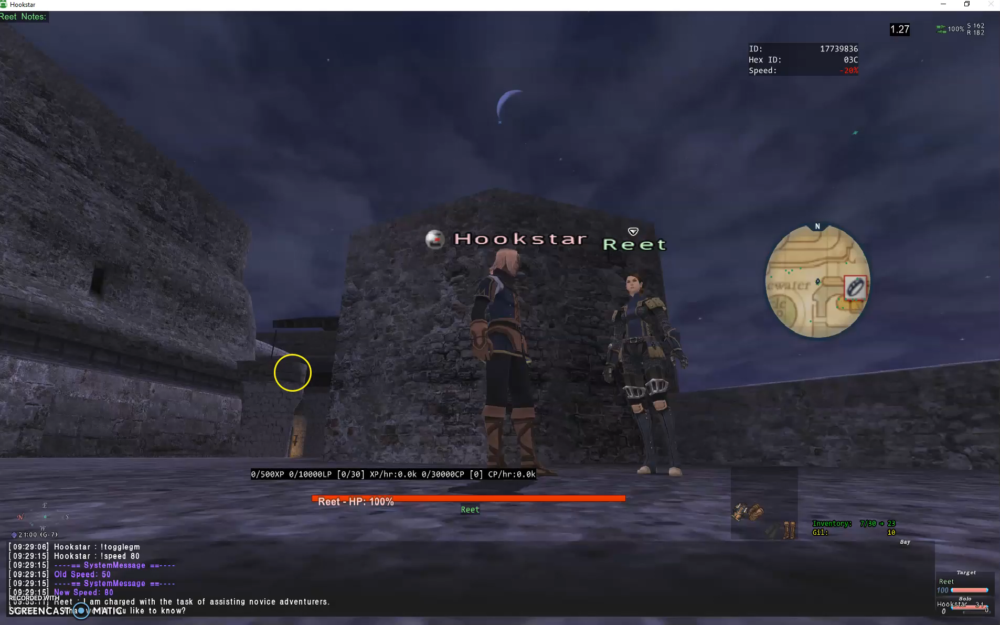 Hookstar
Reet Notes:
1.27
100%
S 162
R 182
ID: 17739836
Hex ID: 03C
Speed: -20%
N
Hookstar
Reet
ewater
0/500XP 0/10000LP [0/30] XP/hr:0.0k 0/30000CP [0] CP/hr:0.0k
Reet - HP: 100%
Reet
E
N
S
W
21:00 (G-7)
Inventory: 7/30 → 23
Gil: 10
Say
[09:29:06] Hookstar : !togglegm
[09:29:15] Hookstar : !speed 80
[09:29:15] ----== SystemMessage ==----
[09:29:15] Old Speed: 50
[09:29:15] ----== SystemMessage ==----
[09:29:15] New Speed: 80
RECORDED WITH
Reet : I am charged with the task of assisting novice adventurers.
SCREENCAST MATIC
like to know?
Target
Reet
100
Solo
Hookstar 31
0
0